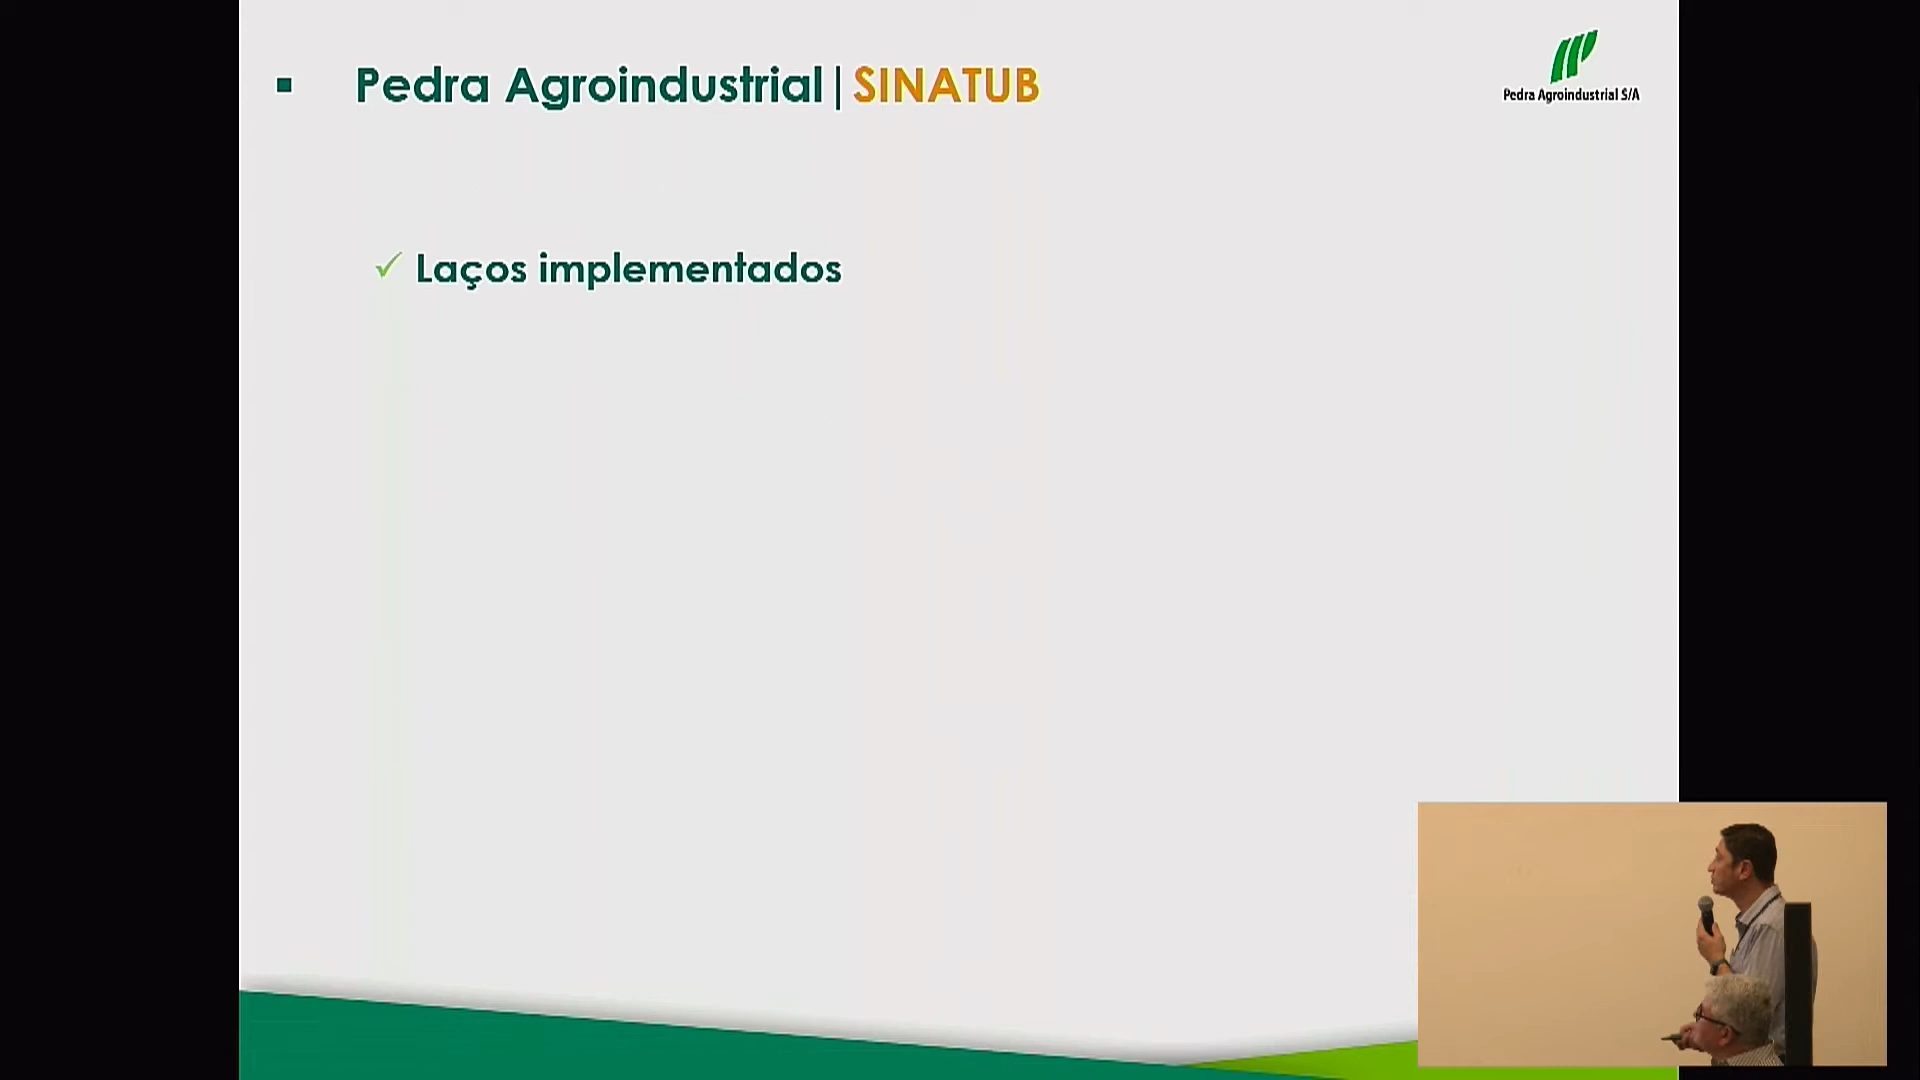 Pedra Agroindustrial | SINATUB
Pedra Agroindustrial S/A
Laços implementados